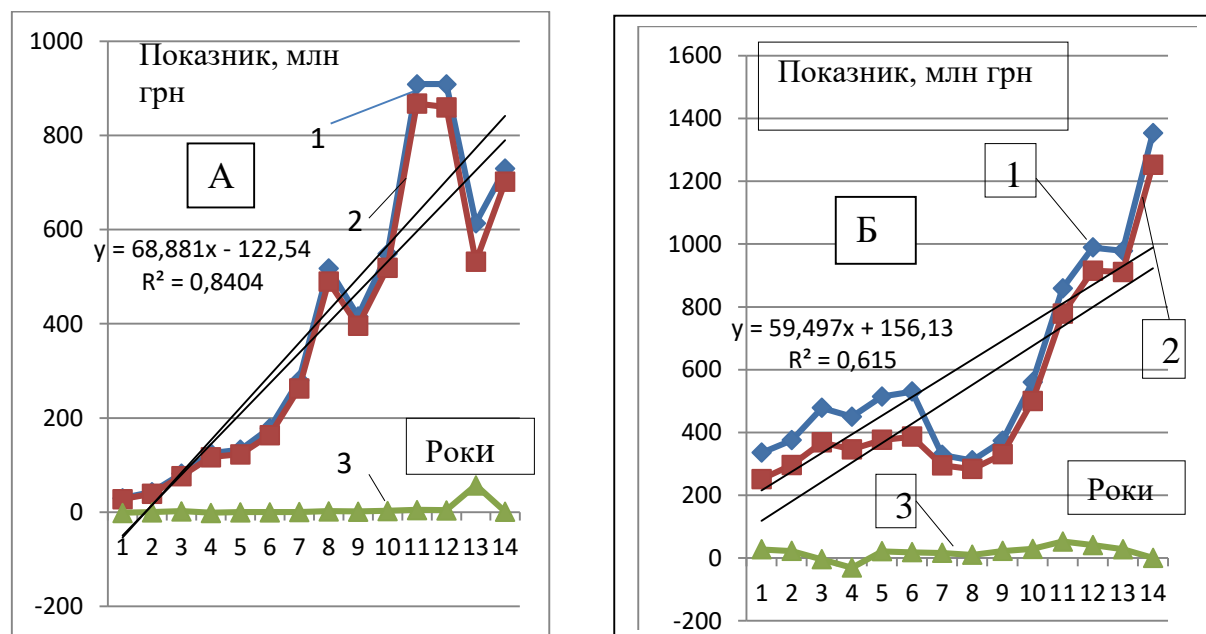 1000
800
600
400
200
0
-200
Показник, млн
грн
1
А
2
y = 68,881x - 122,54
R² = 0,8404
3
Роки
1 2 3 4 5 6 7 8 9 10 11 12 13 14
1600
1400
1200
1000
800
600
400
200
0
-200
Показник, млн грн
1
Б
y = 59,497x + 156,13
R² = 0,615
2
3
Роки
1 2 3 4 5 6 7 8 9 10 11 12 13 14